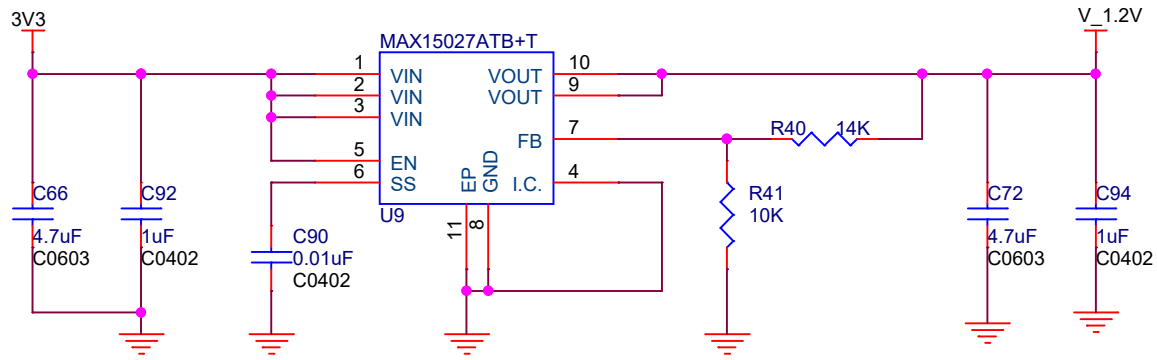 3V3
V_1.2V
MAX15027ATB+T
1 VIN VOUT 10
2 VIN VOUT 9
3 VIN
FB 7
R40 14K
5 EN
6 SS
EP
GND
I.C. 4
U9
11
8
C66
4.7uF
C0603
C92
1uF
C0402
C90
0.01uF
C0402
R41
10K
C72
4.7uF
C0603
C94
1uF
C0402